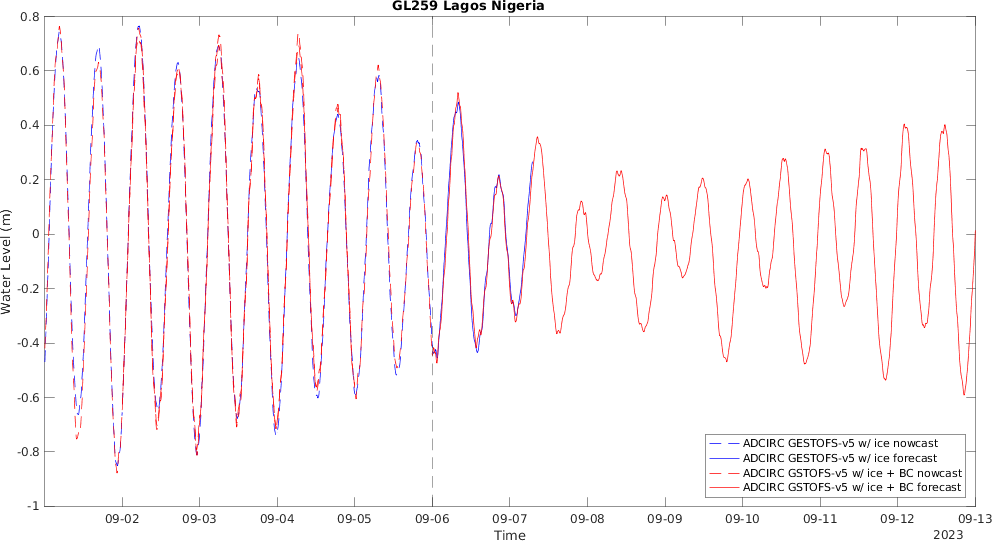 GL259 Lagos Nigeria
Water Level (m)
0.8
0.6
0.4
0.2
0
-0.2
-0.4
-0.6
-0.8
-1
ADCIRC GESTOFS-v5 w/ ice nowcast
ADCIRC GESTOFS-v5 w/ ice forecast
ADCIRC GSTOFS-v5 w/ ice + BC nowcast
ADCIRC GSTOFS-v5 w/ ice + BC forecast
09-02 09-03 09-04 09-05 09-06 09-07 09-08 09-09 09-10 09-11 09-12 09-13
Time
2023